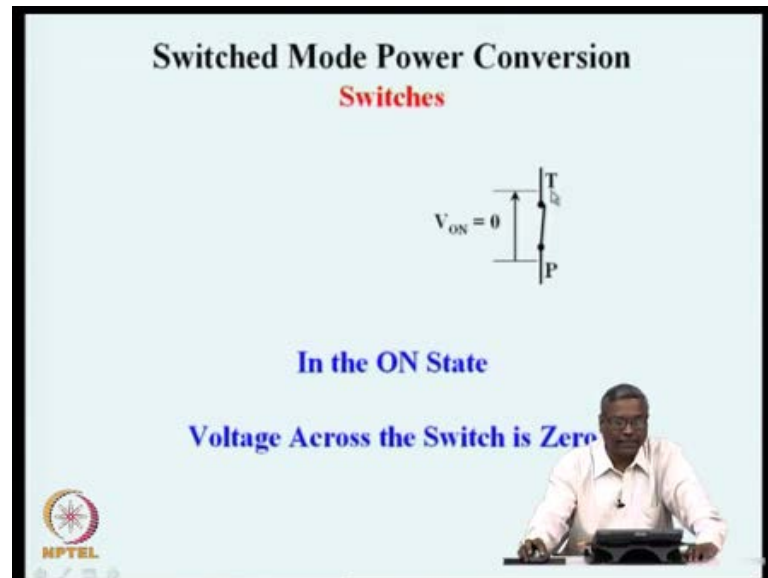 Switched Mode Power Conversion
Switches
T
V_ON = 0
P
In the ON State
Voltage Across the Switch is Zero
NPTEL